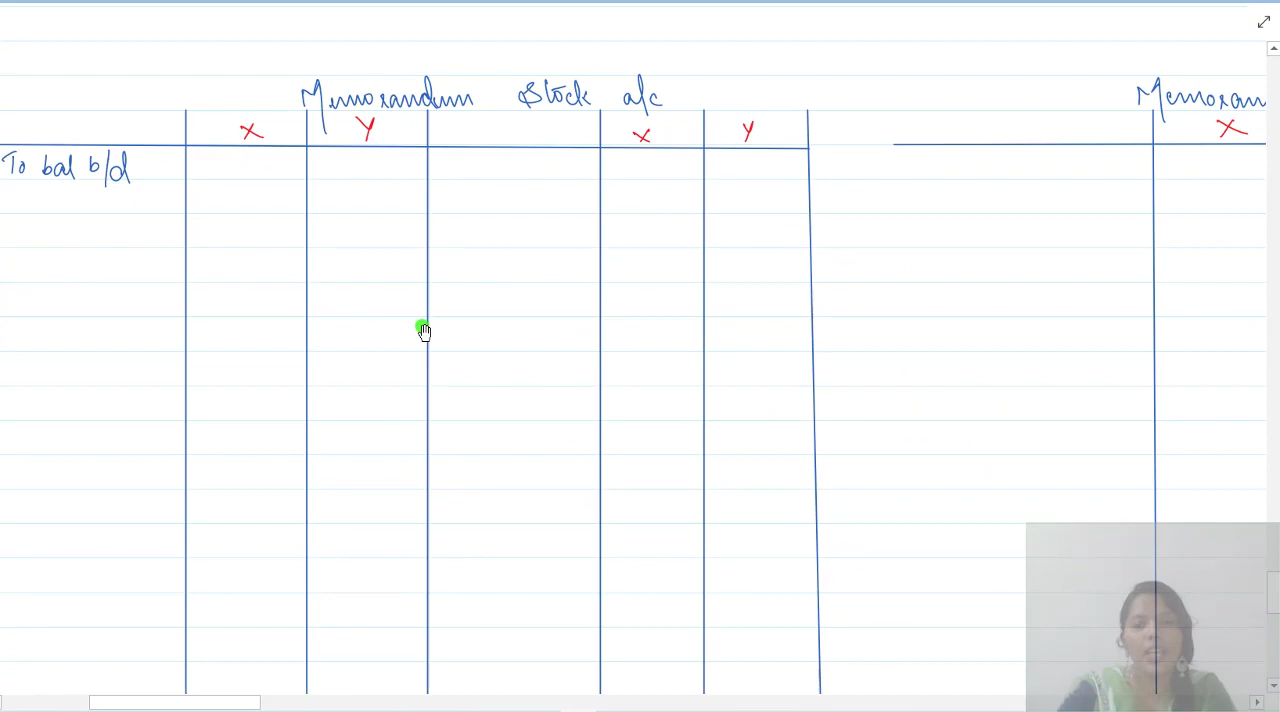 Memorandum Stock a/c
Memoran
X Y X Y
X
To bal b/d